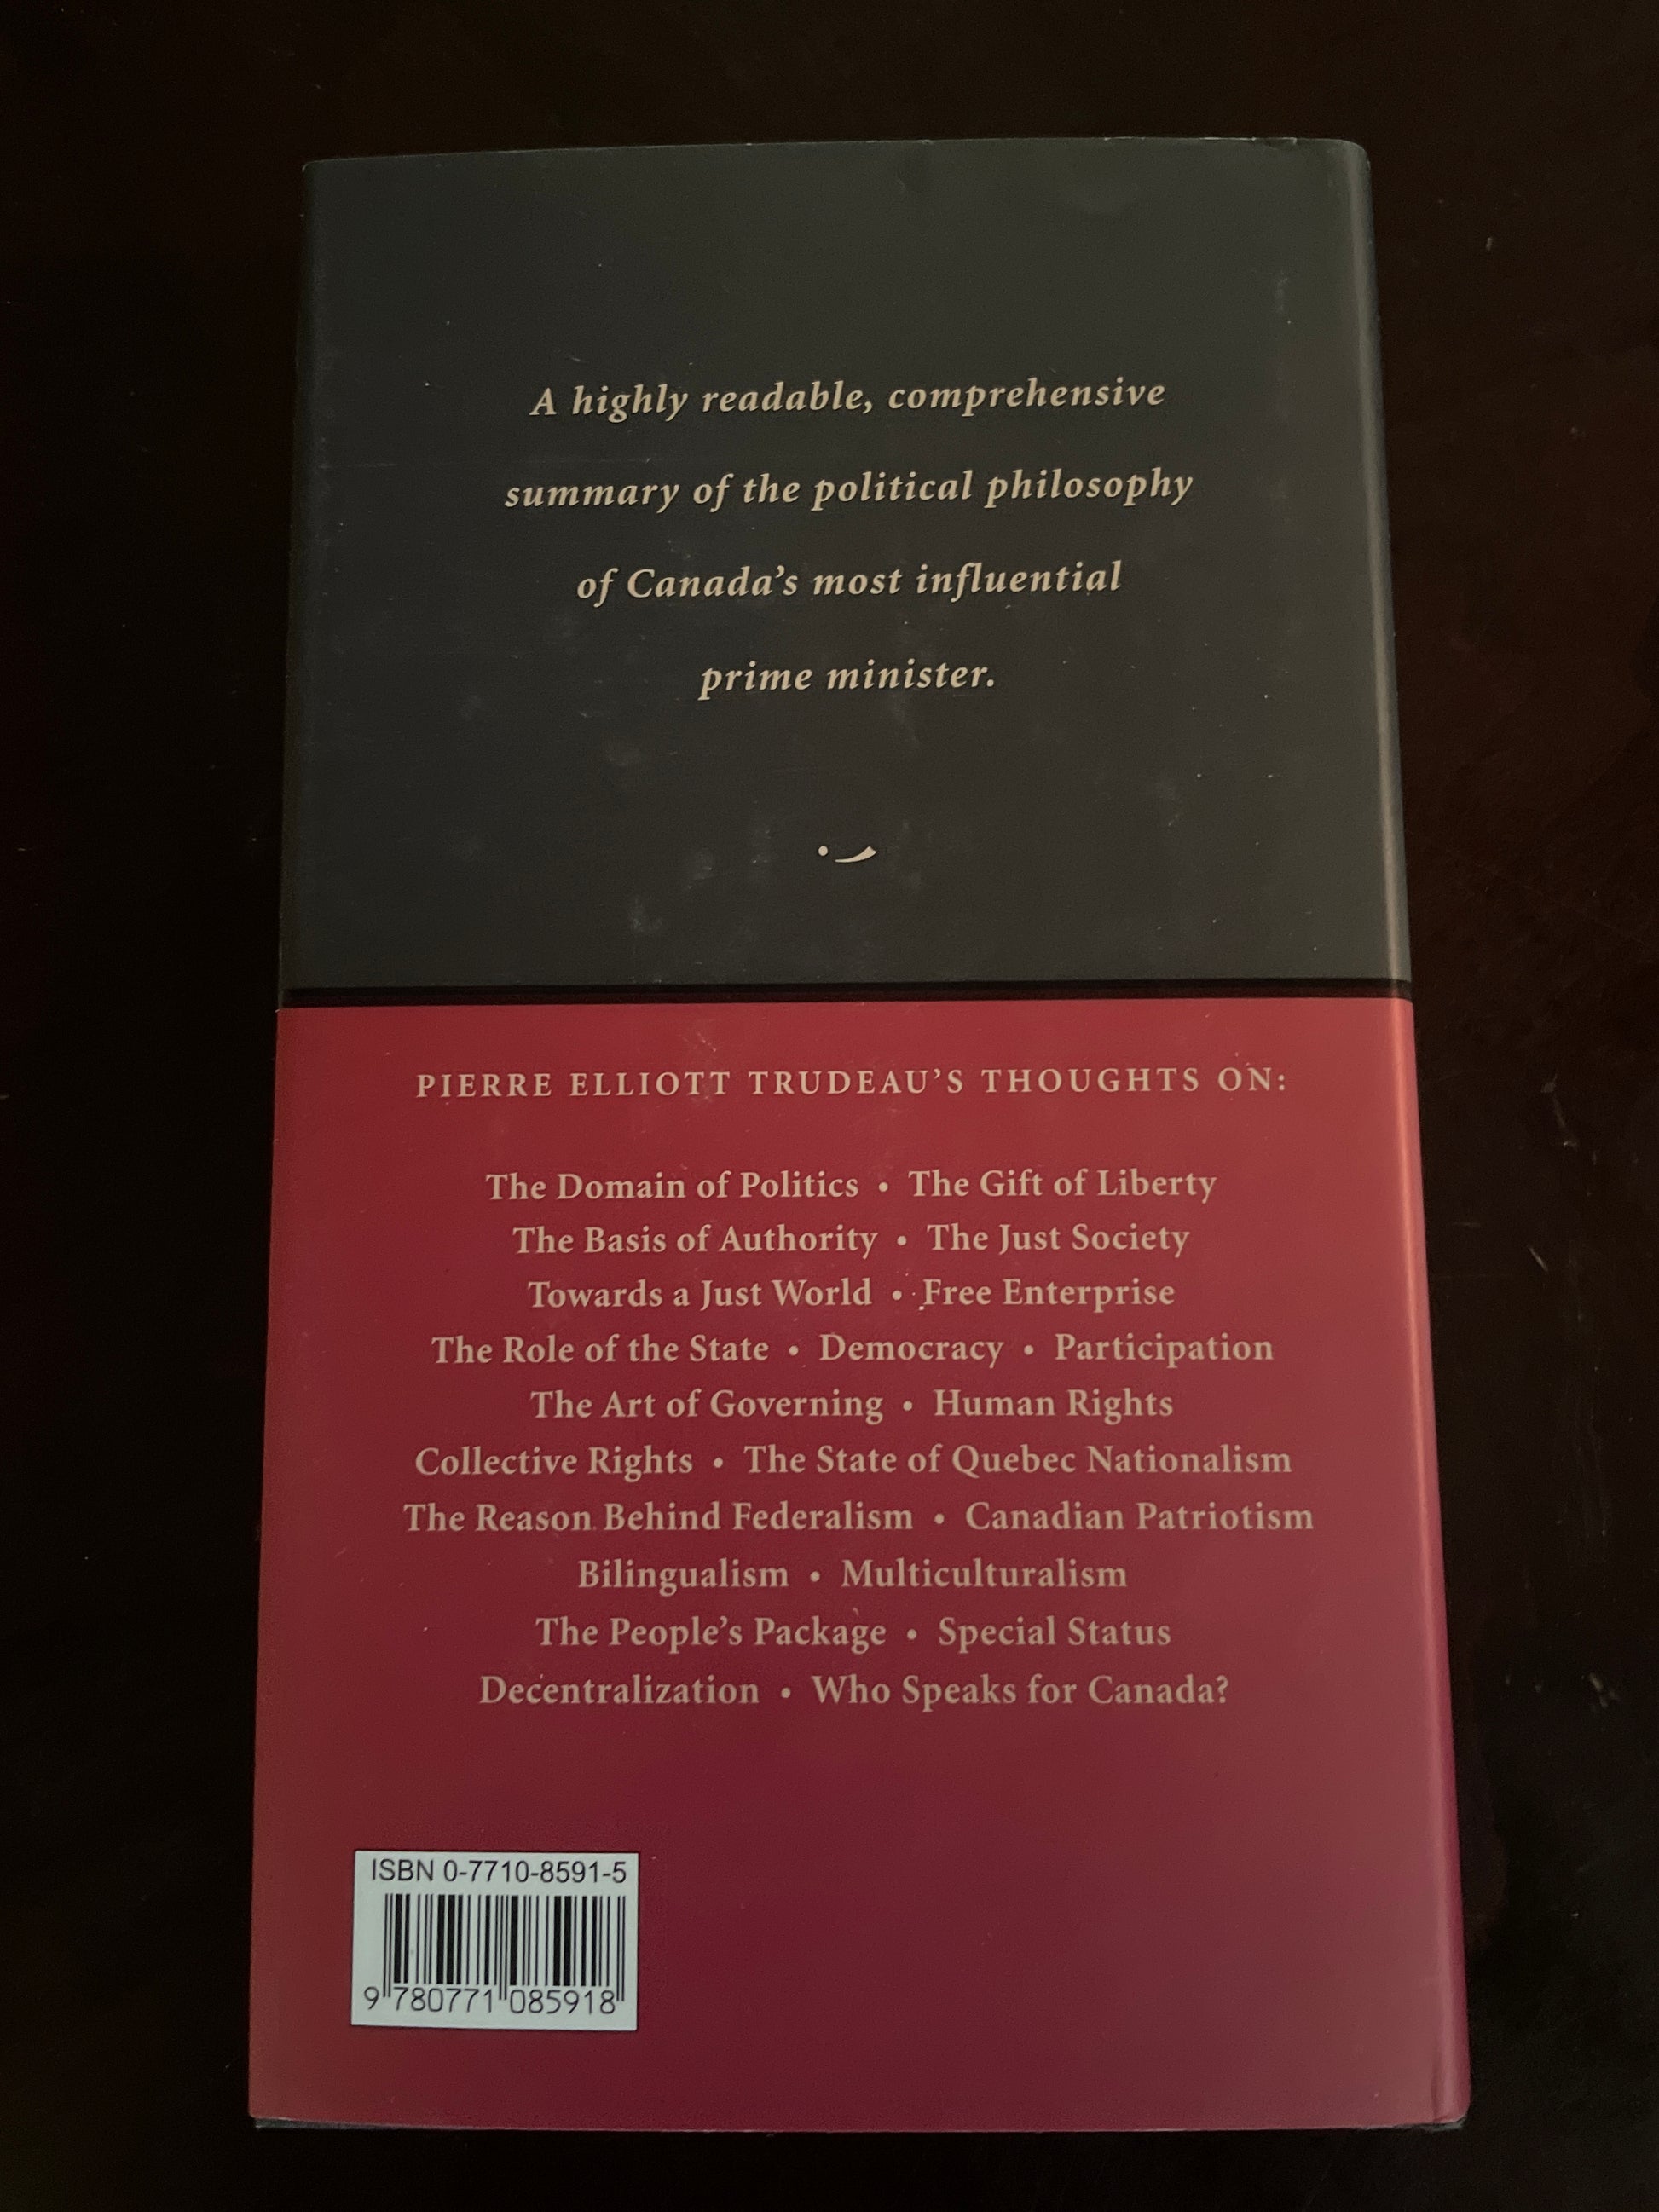 A highly readable, comprehensive
summary of the political philosophy
of Canada’s most influential
prime minister.
PIERRE ELLIOTT TRUDEAU’S THOUGHTS ON:
The Domain of Politics • The Gift of Liberty
The Basis of Authority • The Just Society
Towards a Just World • Free Enterprise
The Role of the State • Democracy • Participation
The Art of Governing • Human Rights
Collective Rights • The State of Quebec Nationalism
The Reason Behind Federalism • Canadian Patriotism
Bilingualism • Multiculturalism
The People’s Package • Special Status
Decentralization • Who Speaks for Canada?
ISBN 0-7710-8591-5
9 780771 085918